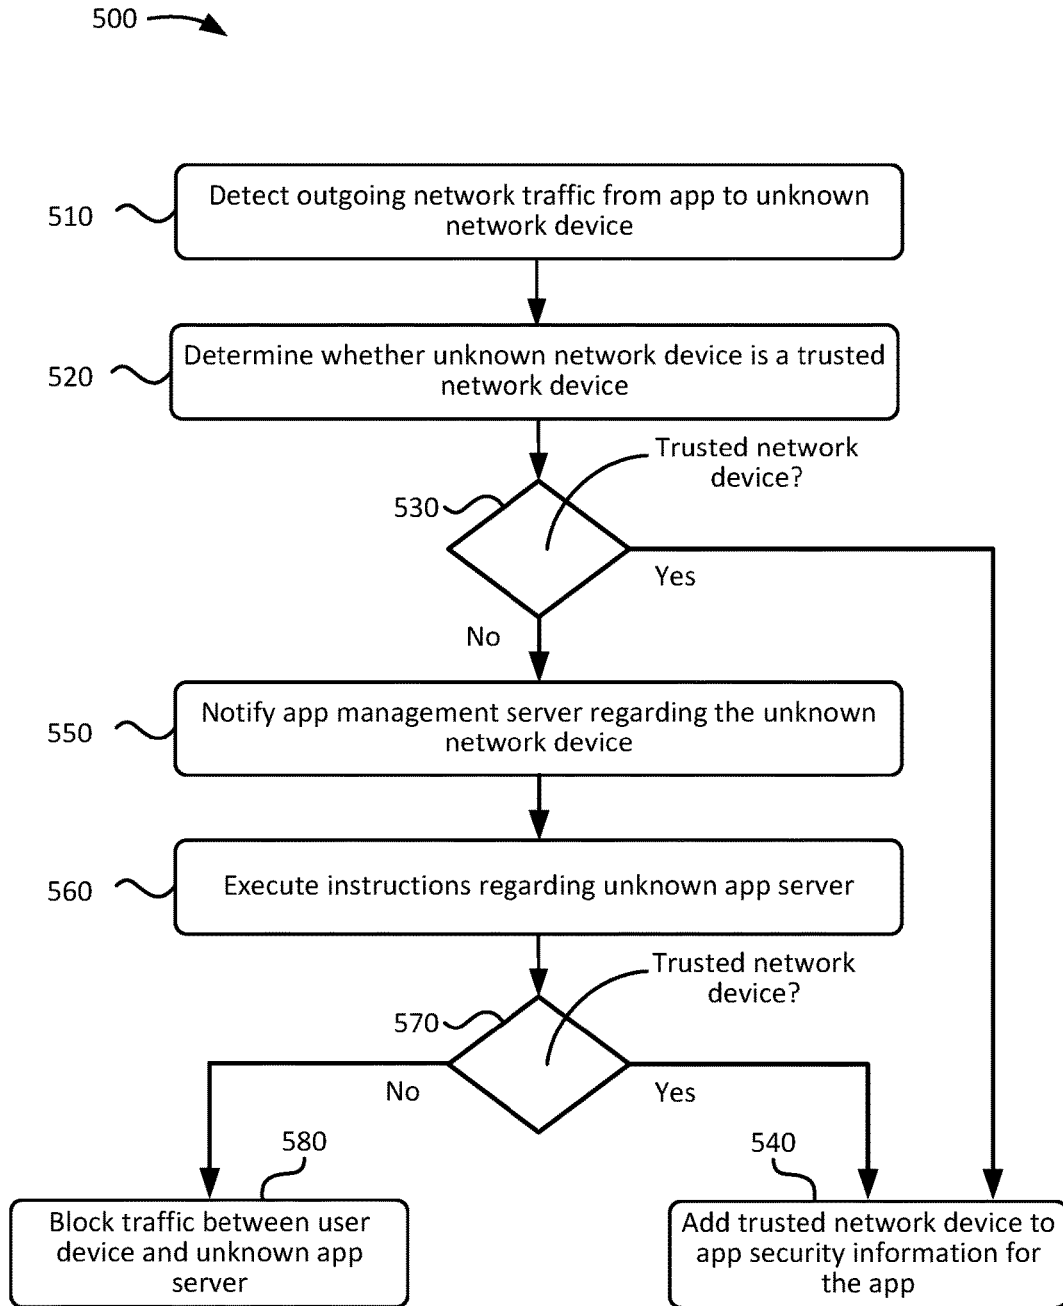 500
510
Detect outgoing network traffic from app to unknown
network device
520
Determine whether unknown network device is a trusted
network device
Trusted network
device?
530
Yes
No
550
Notify app management server regarding the unknown
network device
560
Execute instructions regarding unknown app server
Trusted network
device?
570
No
Yes
580
540
Block traffic between user
device and unknown app
server
Add trusted network device to
app security information for
the app